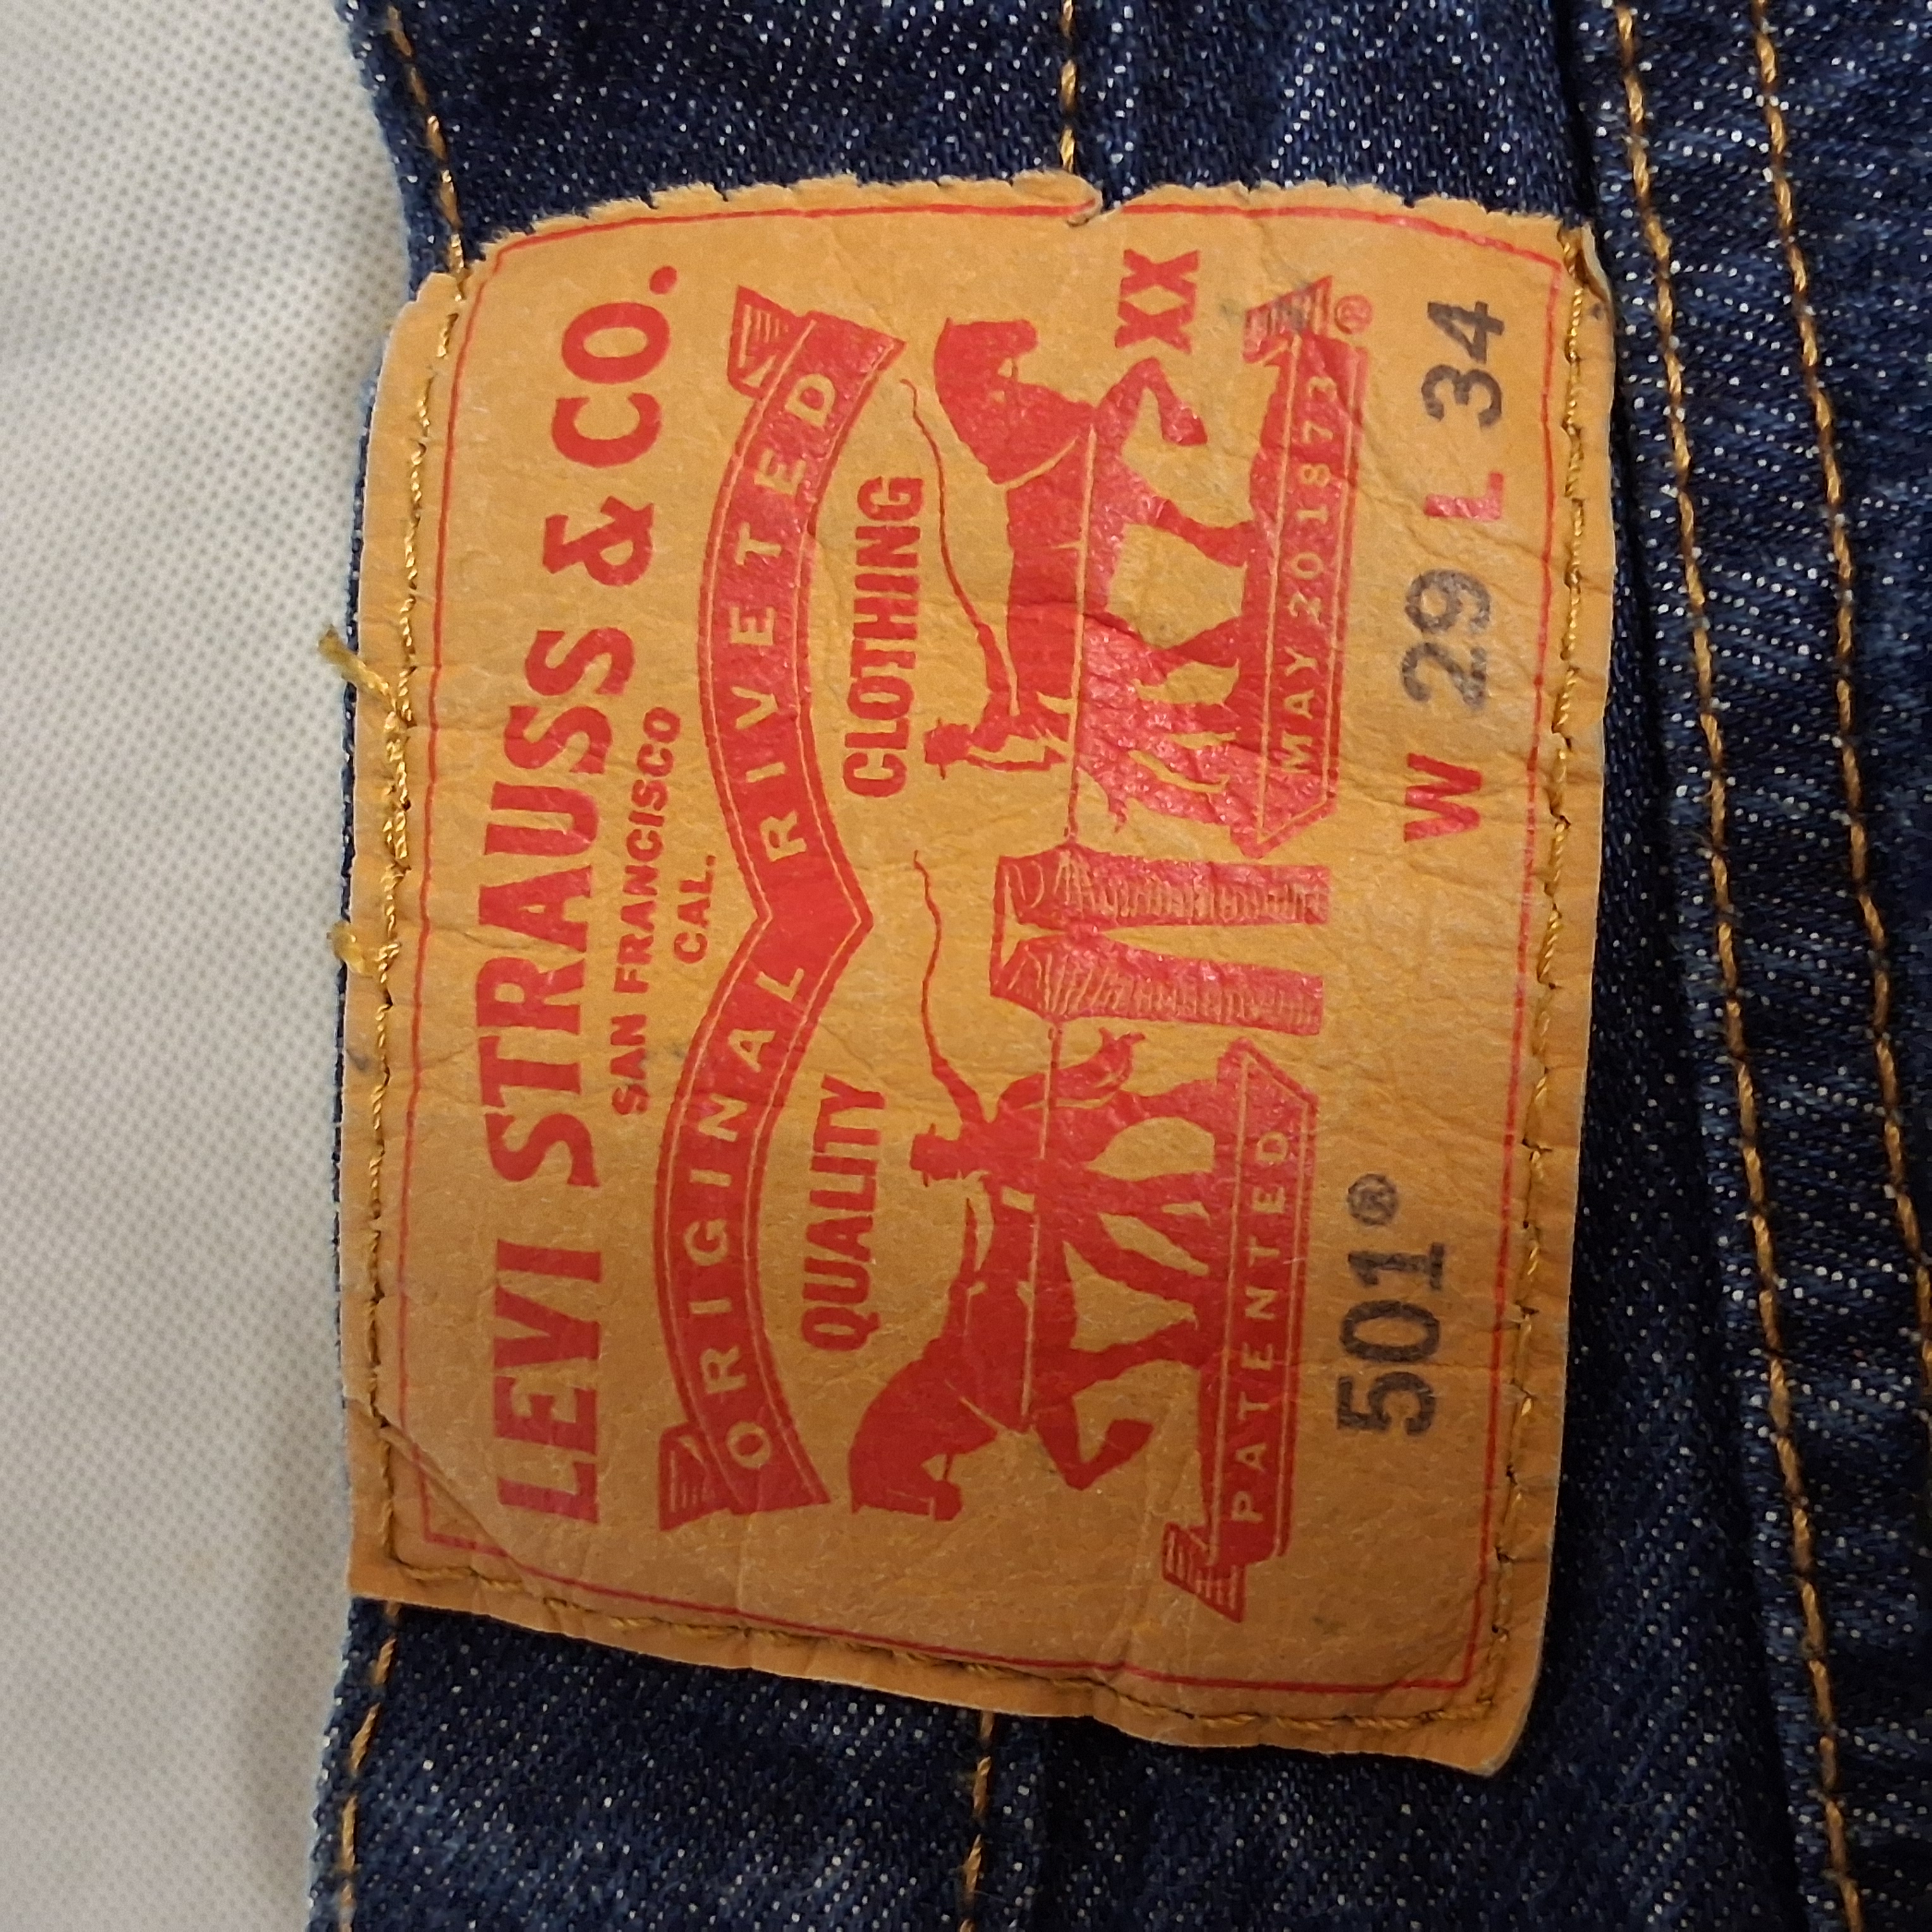 LEVI STRAUSS & CO.
SAN FRANCISCO
CAL.
ORIGINAL RIVETED
QUALITY CLOTHING
XX
PATENTED MAY 20 1873 ®
501® W 29 L 34